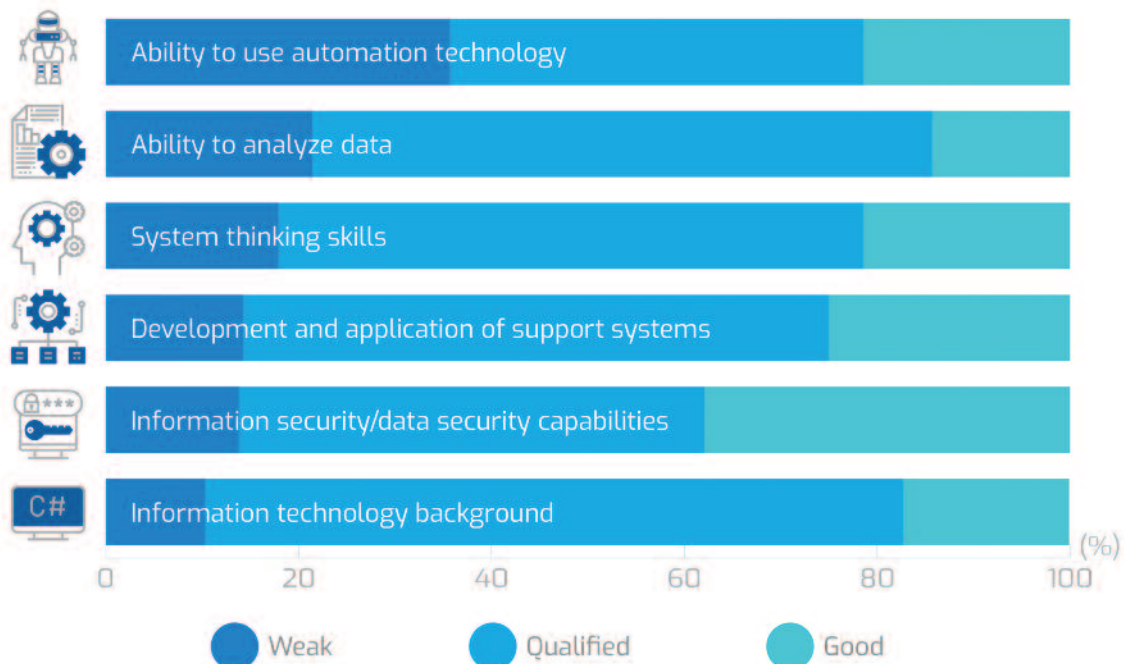 Ability to use automation technology
Ability to analyze data
System thinking skills
Development and application of support systems
***
Information security/data security capabilities
C#
Information technology background
(%)
0 20 40 60 80 100
Weak Qualified Good